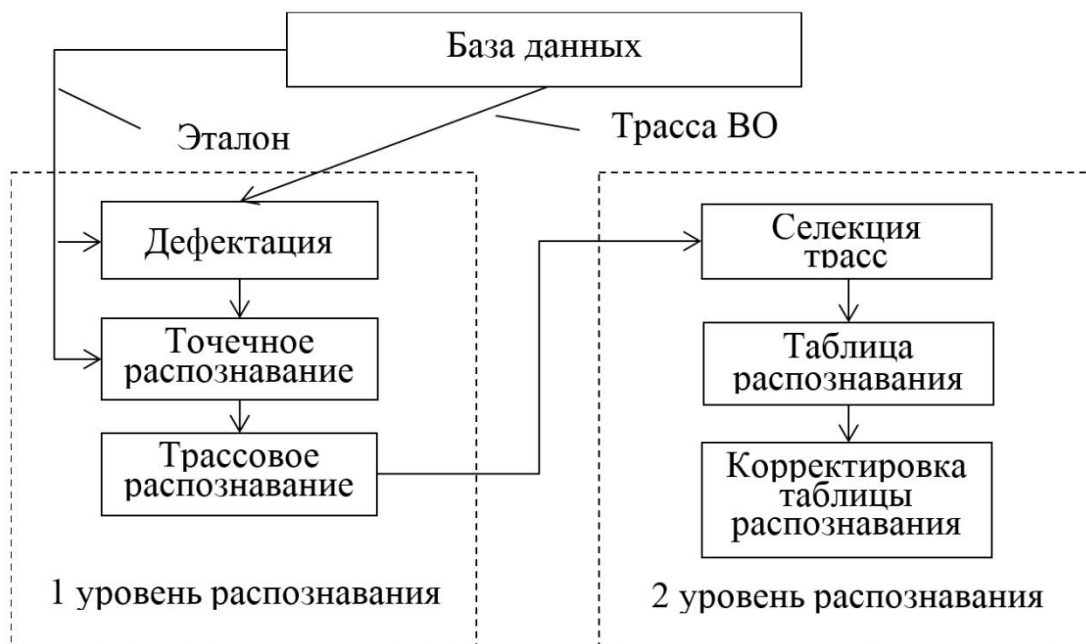 База данных
Эталон
Трасса ВО
Дефектация
Точечное
распознавание
Трассовое
распознавание
1 уровень распознавания
Селекция
трасс
Таблица
распознавания
Корректировка
таблицы
распознавания
2 уровень распознавания